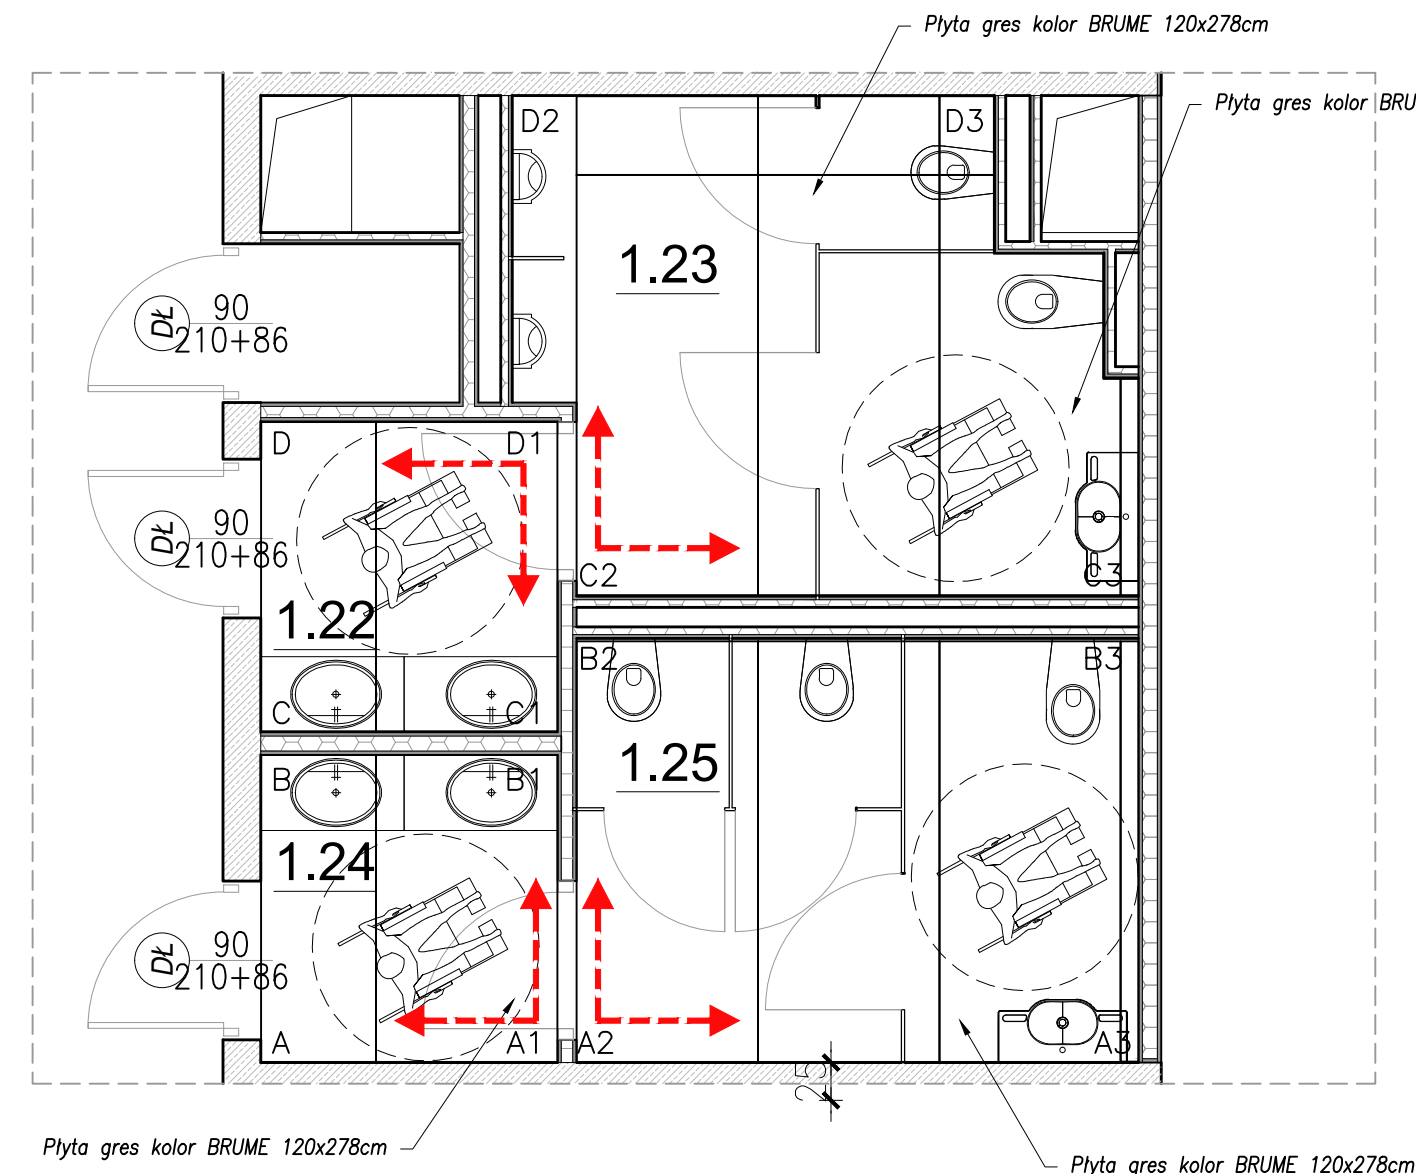 Płyta gres kolor BRUME 120x278cm
Płyta gres kolor BRU
D2
D3
1.23
DŁ
90
210+86
D
D1
DŁ
90
210+86
1.22
C2
C3
B2
B3
C
C1
1.25
B
B1
1.24
DŁ
90
210+86
A
A1
A2
A3
25
Płyta gres kolor BRUME 120x278cm
Płyta gres kolor BRUME 120x278cm